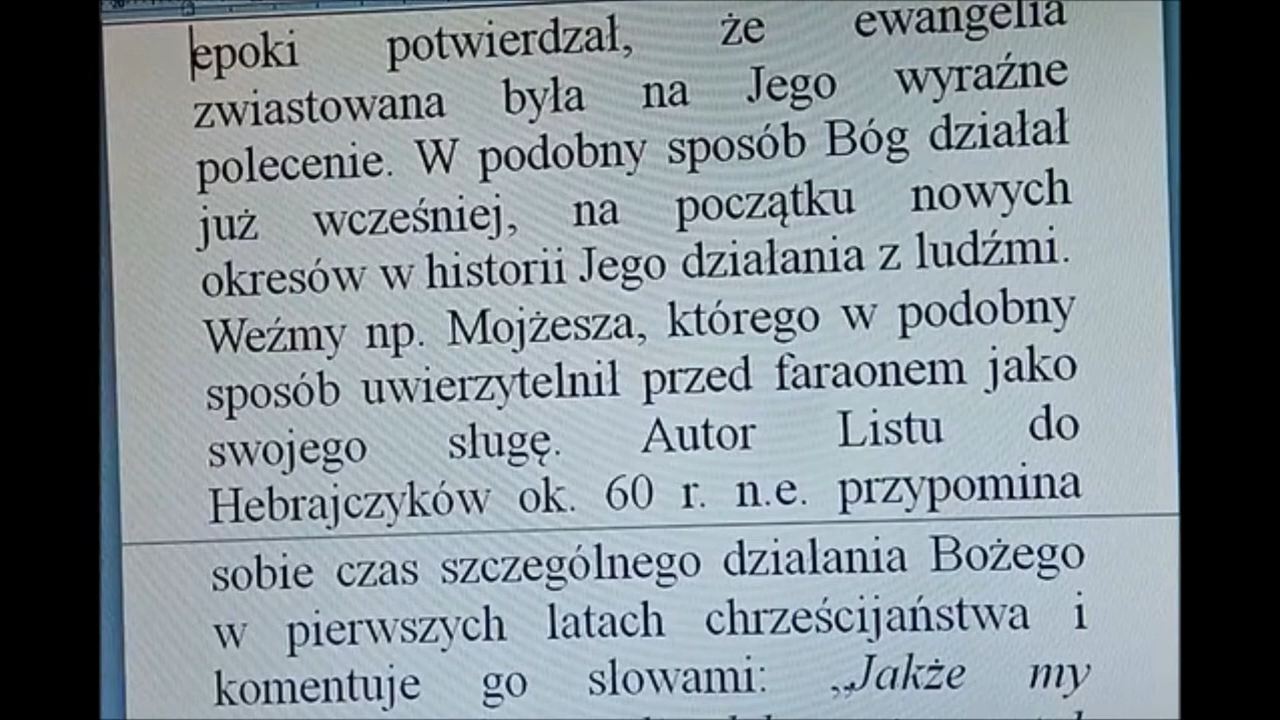 epoki potwierdzał, że ewangelia
zwiastowana była na Jego wyraźne
polecenie. W podobny sposób Bóg działał
już wcześniej, na początku nowych
okresów w historii Jego działania z ludźmi.
Weźmy np. Mojżesza, którego w podobny
sposób uwierzytelnił przed faraonem jako
swojego sługę. Autor Listu do
Hebrajczyków ok. 60 r. n.e. przypomina
sobie czas szczególnego działania Bożego
w pierwszych latach chrześcijaństwa i
komentuje go słowami: „Jakże my